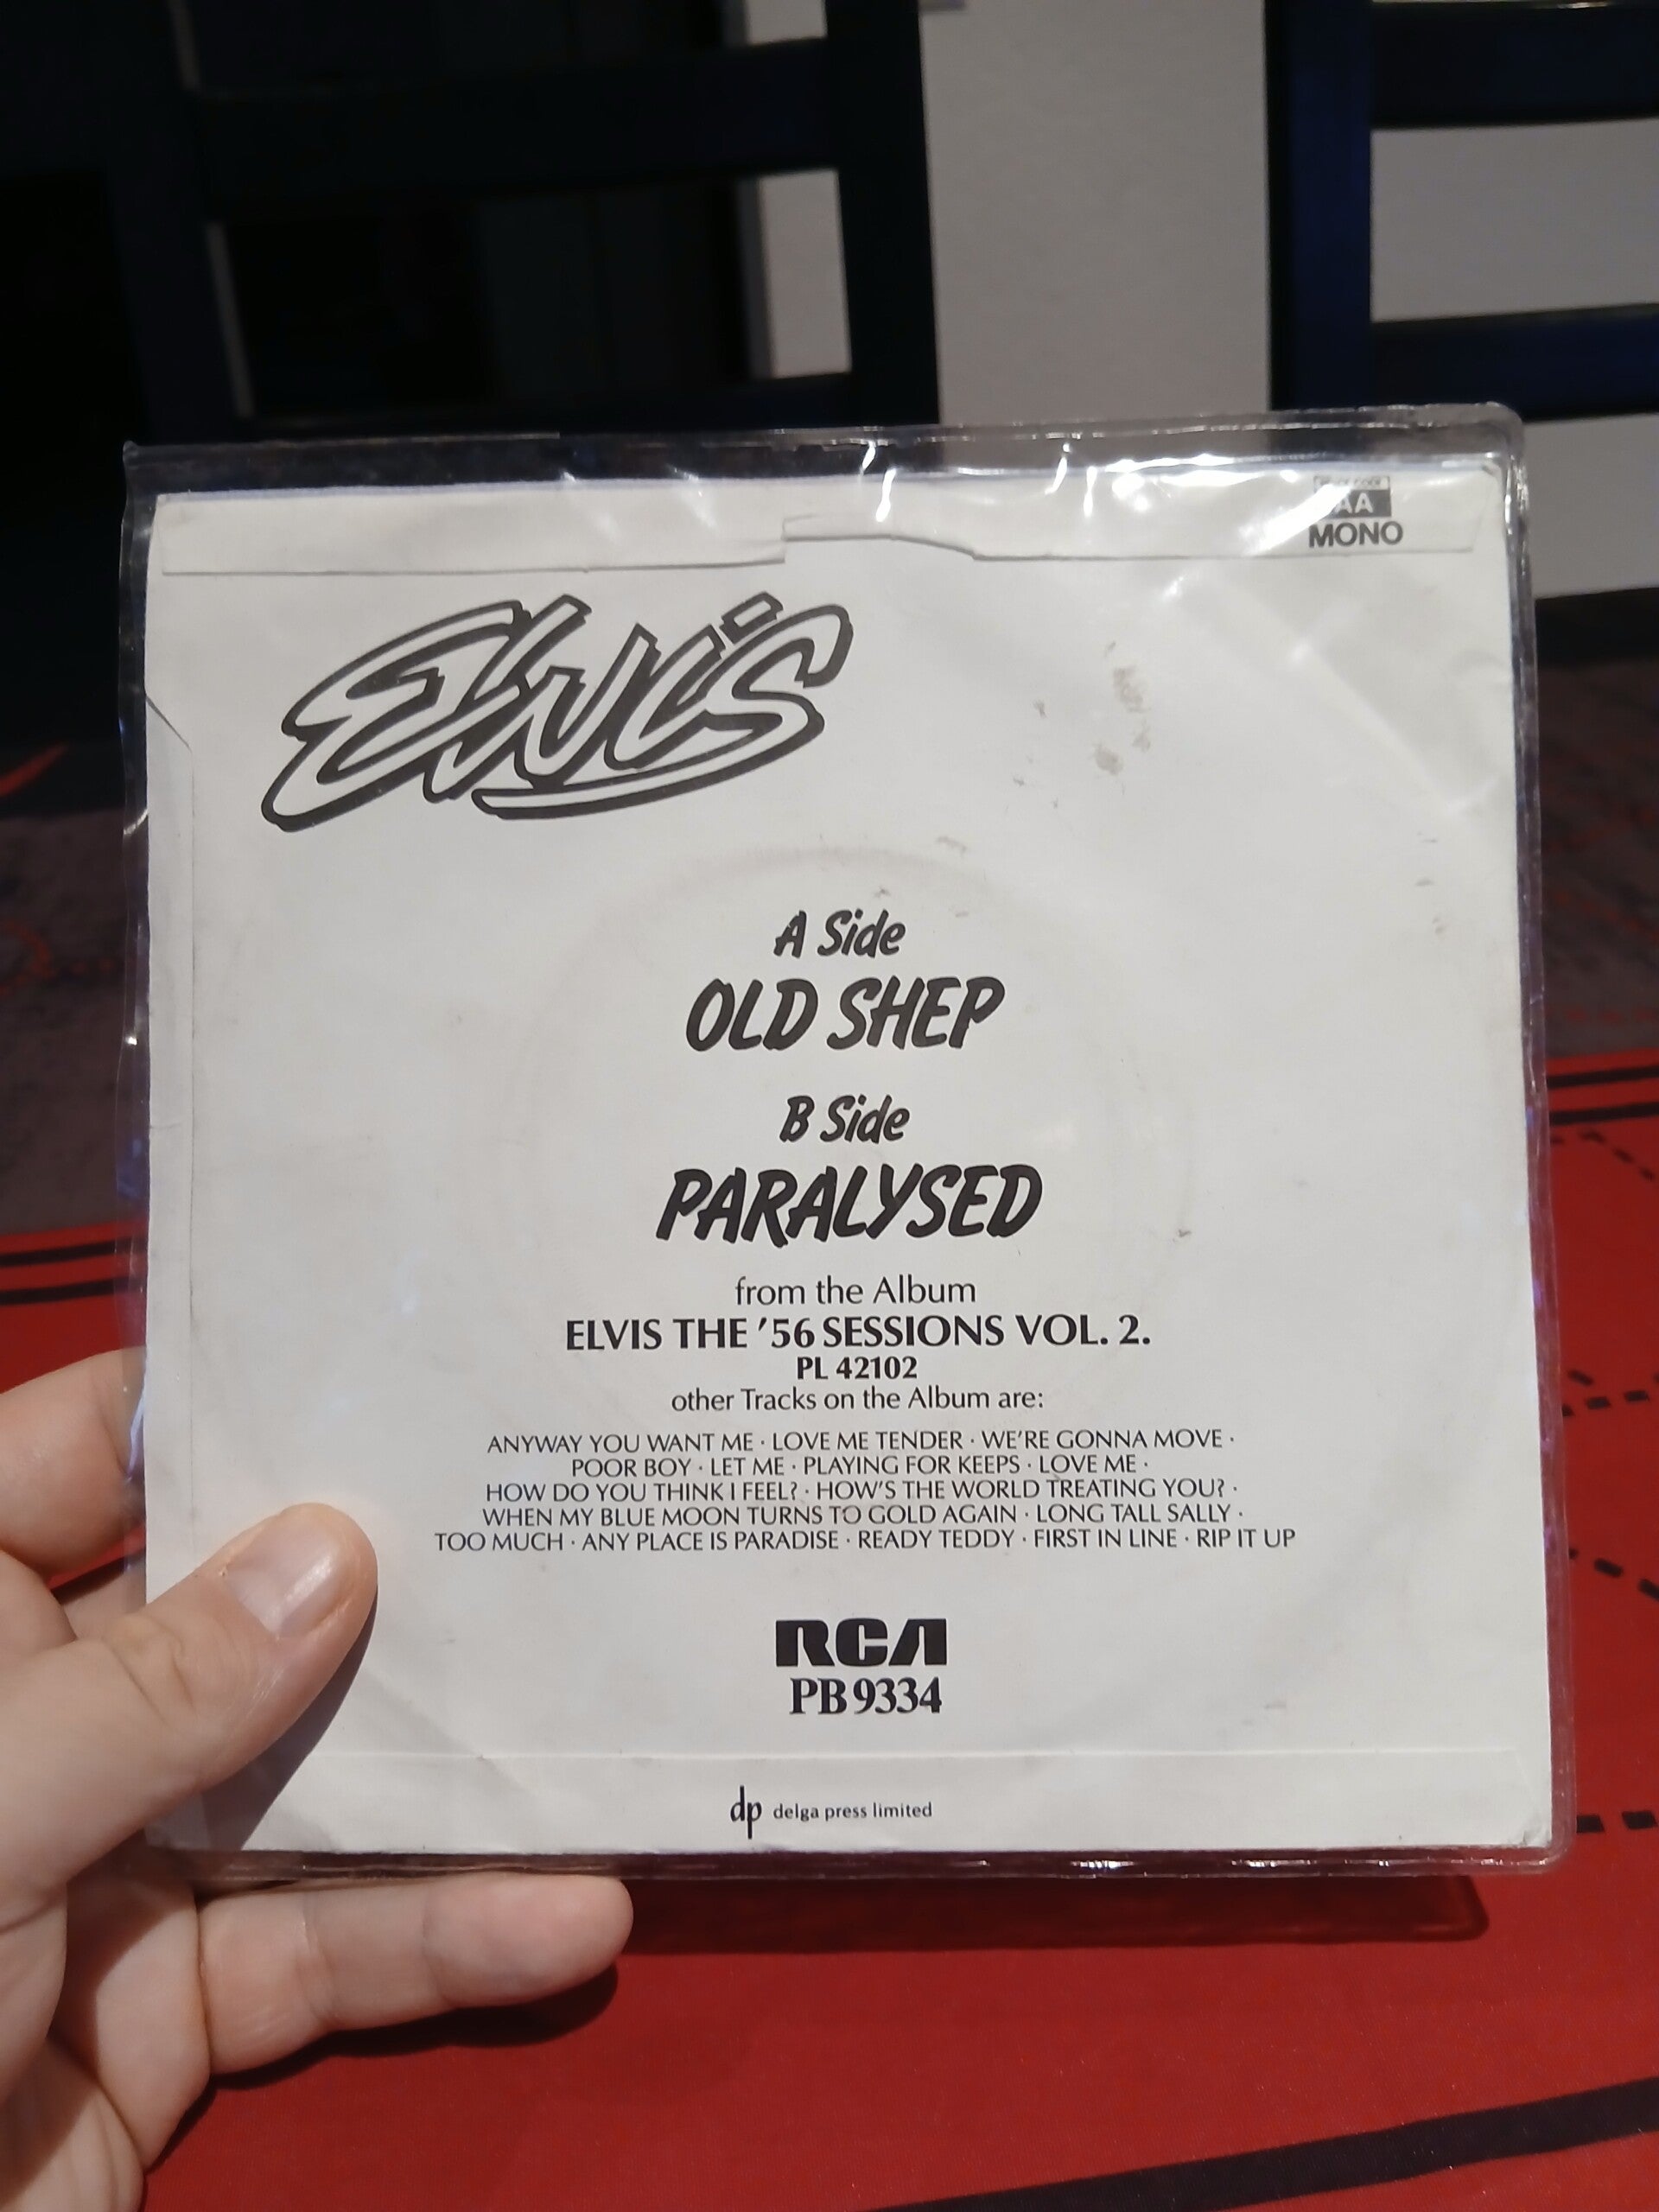 AA
MONO
Elvis
A Side
OLD SHEP
B Side
PARALYSED
from the Album
ELVIS THE '56 SESSIONS VOL. 2.
PL 42102
other Tracks on the Album are:
ANYWAY YOU WANT ME · LOVE ME TENDER · WE'RE GONNA MOVE ·
POOR BOY · LET ME · PLAYING FOR KEEPS · LOVE ME ·
HOW DO YOU THINK I FEEL? · HOW'S THE WORLD TREATING YOU? ·
WHEN MY BLUE MOON TURNS TO GOLD AGAIN · LONG TALL SALLY ·
TOO MUCH · ANY PLACE IS PARADISE · READY TEDDY · FIRST IN LINE · RIP IT UP
RCA
PB 9334
dp delga press limited